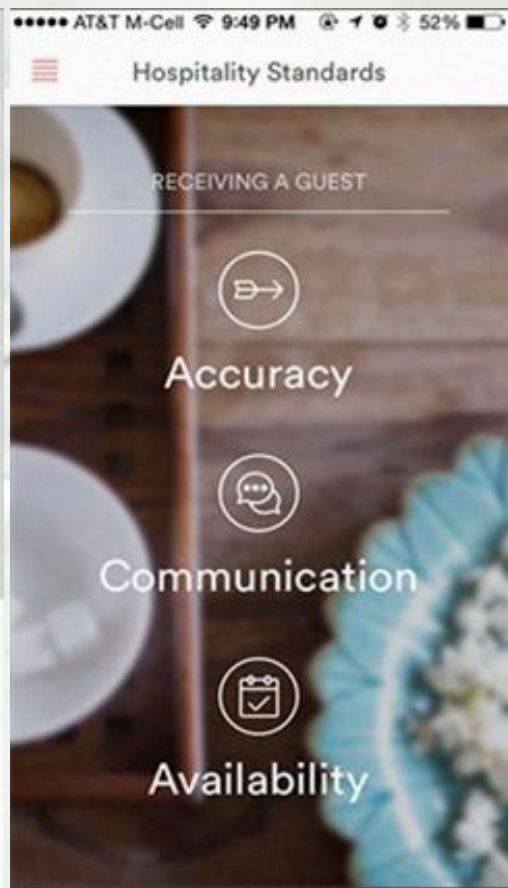 AT&T M-Cell 9:49 PM 52%
Hospitality Standards
RECEIVING A GUEST
Accuracy
Communication
Availability